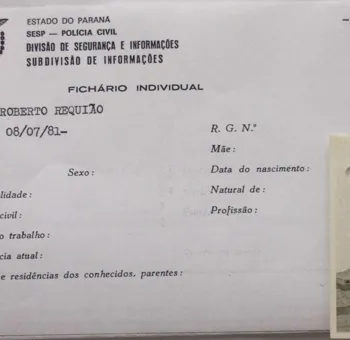 ESTADO DO PARANÁ
SESP — POLICIA CIVIL
DIVISÃO DE SEGURANÇA E INFORMAÇÕES
SUBDIVISÃO DE INFORMAÇÕES
FICHÁRIO INDIVIDUAL
ROBERTO REQUIÃO
08/07/81-
R. G. N.º
Mãe:
Sexo: Data do nascimento:
lidade: Natural de:
civil: Profissão:
o trabalho:
cia atual:
e residências dos conhecidos, parentes: